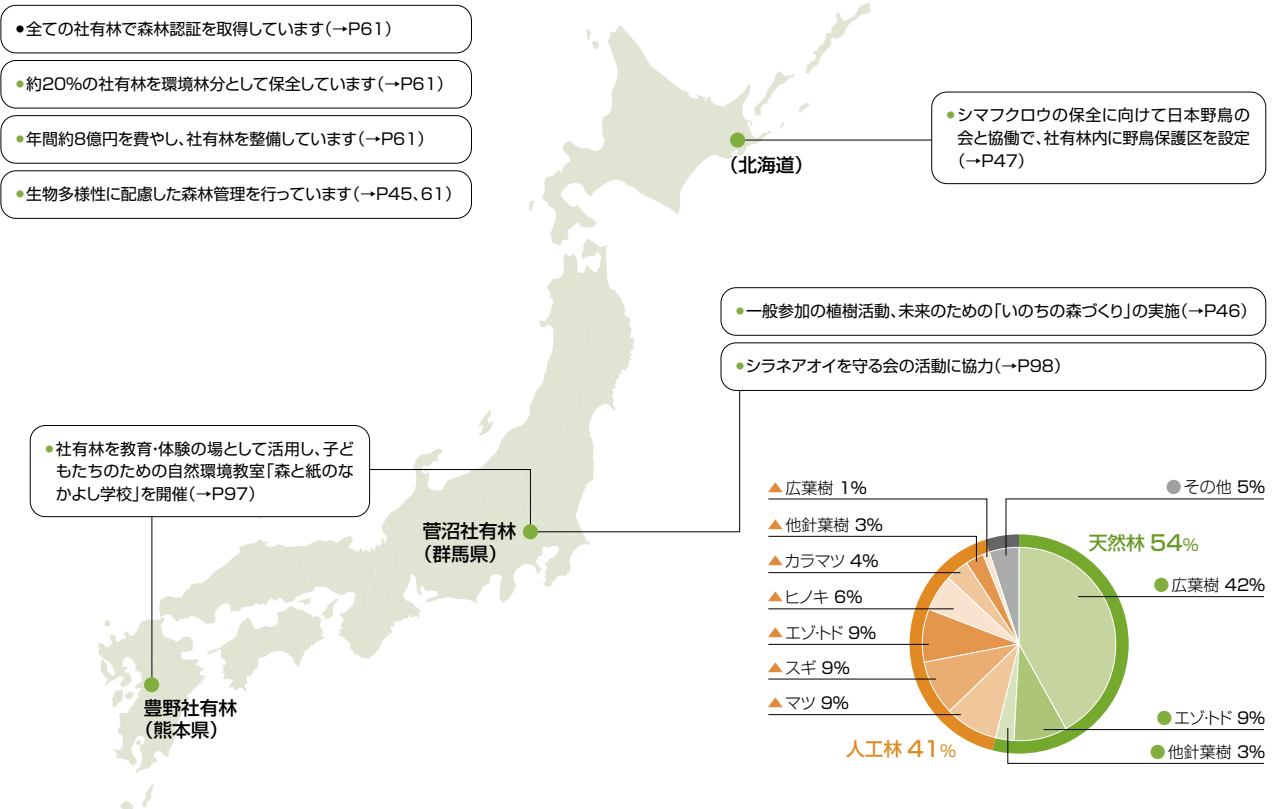 ●全ての社有林で森林認証を取得しています(→P61)
●約20%の社有林を環境林分として保全しています(→P61)
●年間約8億円を費やし、社有林を整備しています(→P61)
●生物多様性に配慮した森林管理を行っています(→P45、61)
(北海道)
●シマフクロウの保全に向けて日本野鳥の
会と協働で、社有林内に野鳥保護区を設定
(→P47)
●一般参加の植樹活動、未来のための「いのちの森づくり」の実施(→P46)
●シラネアオイを守る会の活動に協力(→P98)
●社有林を教育・体験の場として活用し、子ど
もたちのための自然環境教室「森と紙のな
かよし学校」を開催(→P97)
菅沼社有林
(群馬県)
豊野社有林
(熊本県)
▲広葉樹 1%
▲他針葉樹 3%
▲カラマツ 4%
▲ヒノキ 6%
▲エゾ・トド 9%
▲スギ 9%
▲マツ 9%
人工林 41%
●その他 5%
天然林 54%
●広葉樹 42%
●エゾ・トド 9%
●他針葉樹 3%